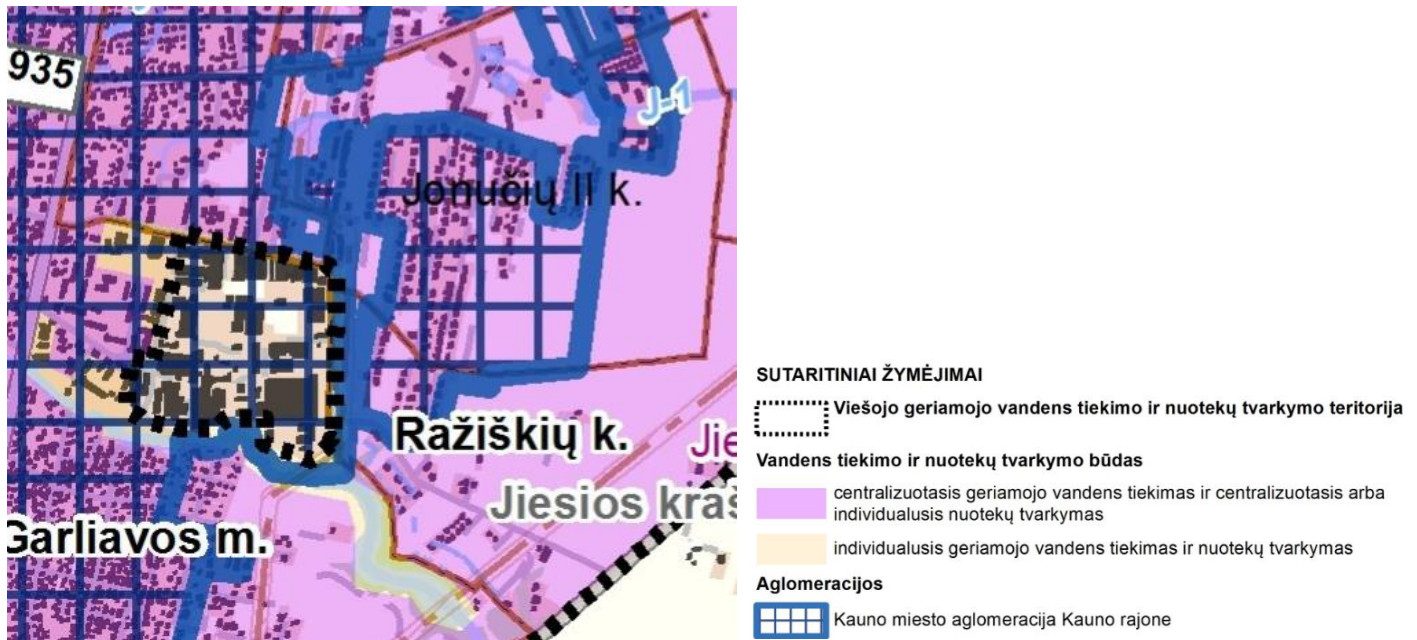 935
J-1
Jonučių II k.
Ražiškių k.
Jie
Jiesios kraš
Garliavos m.
SUTARITINIAI ŽYMĖJIMAI
Viešojo geriamojo vandens tiekimo ir nuotekų tvarkymo teritorija
Vandens tiekimo ir nuotekų tvarkymo būdas
centralizuotasis geriamojo vandens tiekimas ir centralizuotasis arba
individualusis nuotekų tvarkymas
individualusis geriamojo vandens tiekimas ir nuotekų tvarkymas
Aglomeracijos
Kauno miesto aglomeracija Kauno rajone